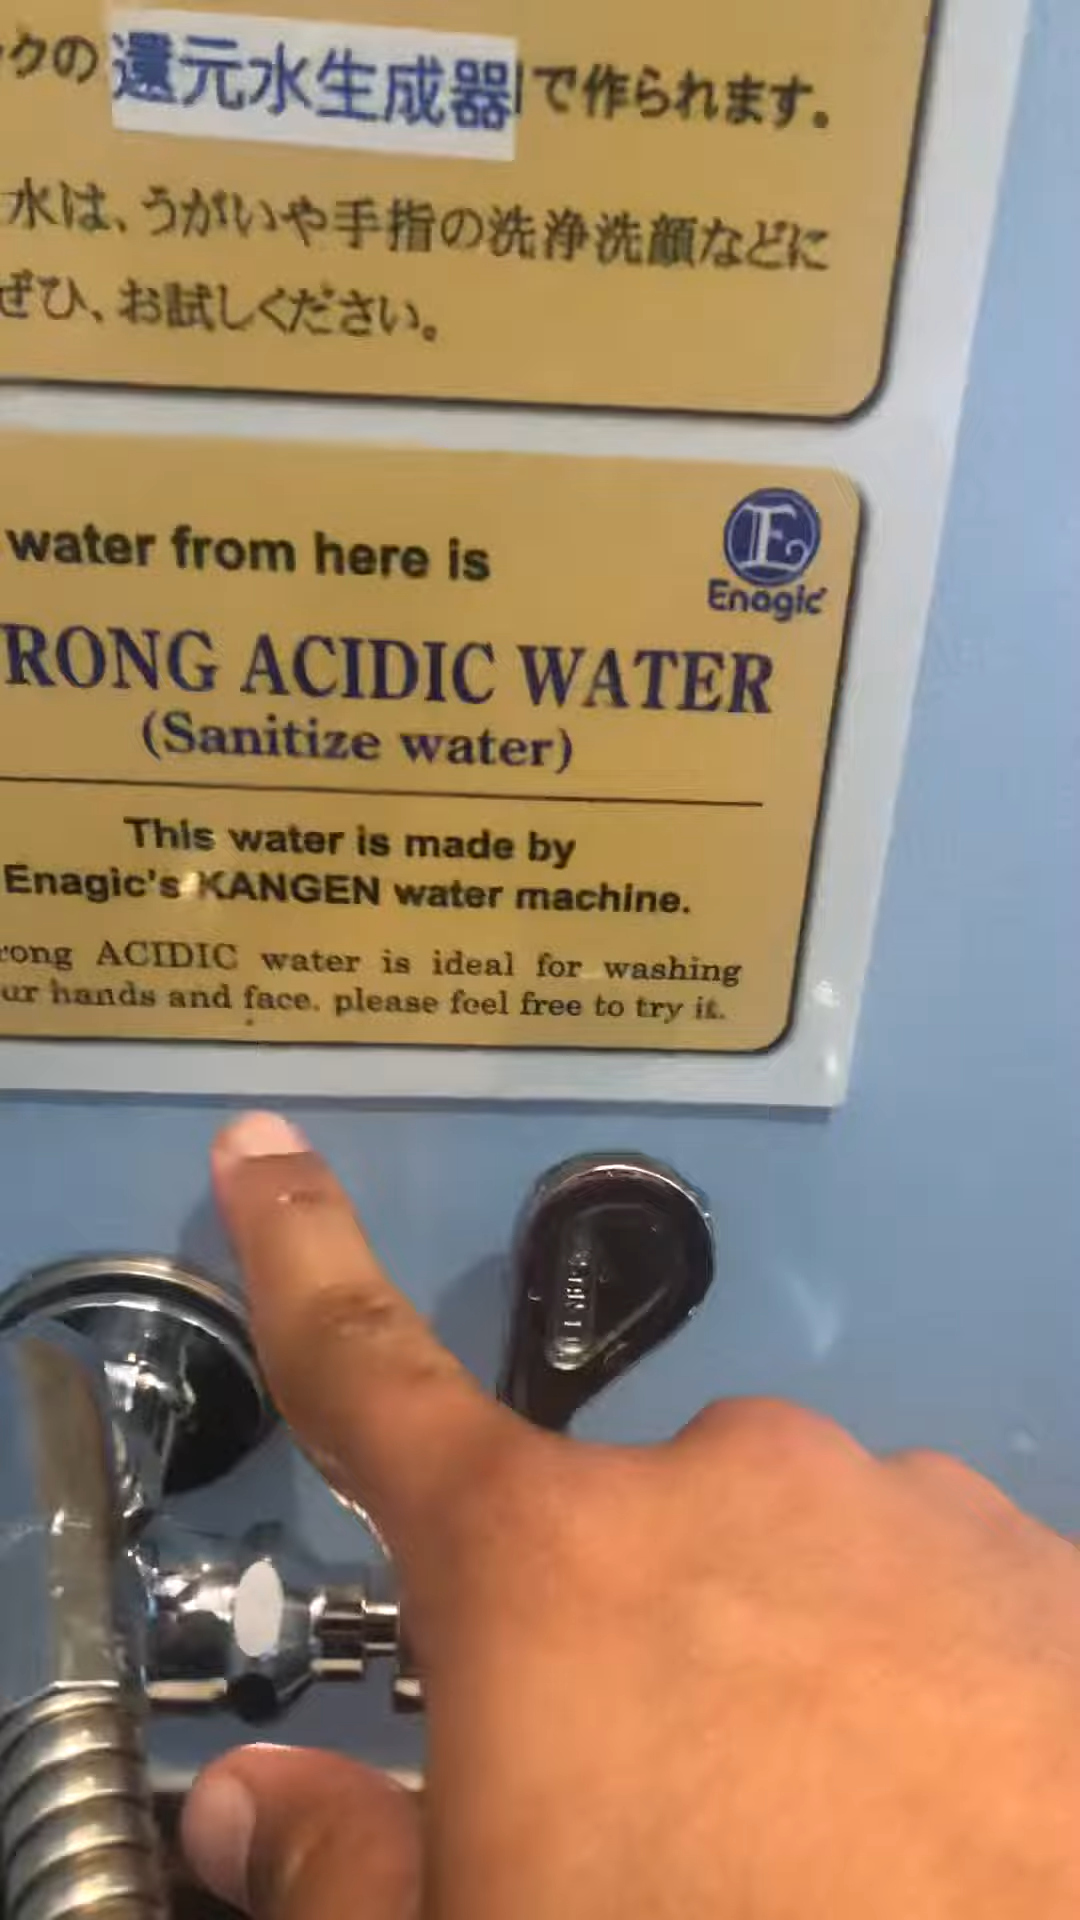 クの還元水生成器で作られます。
水は、うがいや手指の洗浄洗顔などに
ぜひ、お試しください。
water from here is
Enagic
RONG ACIDIC WATER
(Sanitize water)
This water is made by
Enagic's KANGEN water machine.
rong ACIDIC water is ideal for washing
ur hands and face. please feel free to try it.